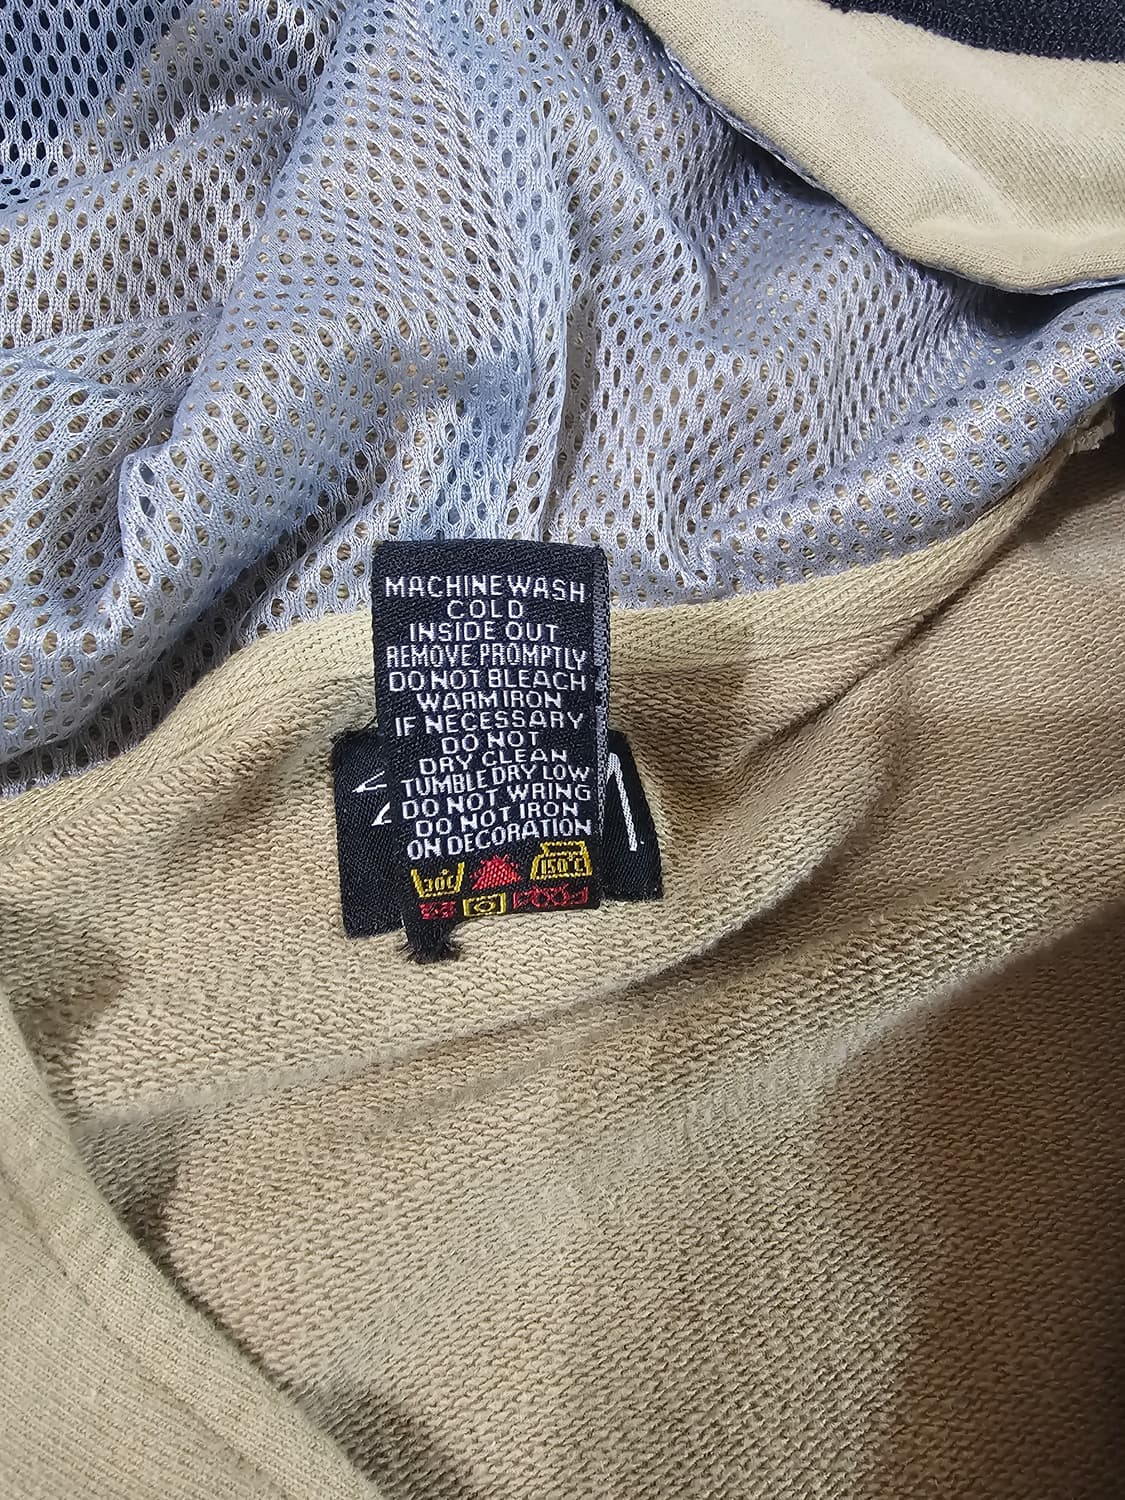 MACHINE WASH
COLD
INSIDE OUT
REMOVE PROMPTLY
DO NOT BLEACH
WARM IRON
IF NECESSARY
DO NOT
DRY CLEAN
TUMBLE DRY LOW
DO NOT WRING
DO NOT IRON
ON DECORATION
30°C
150°C